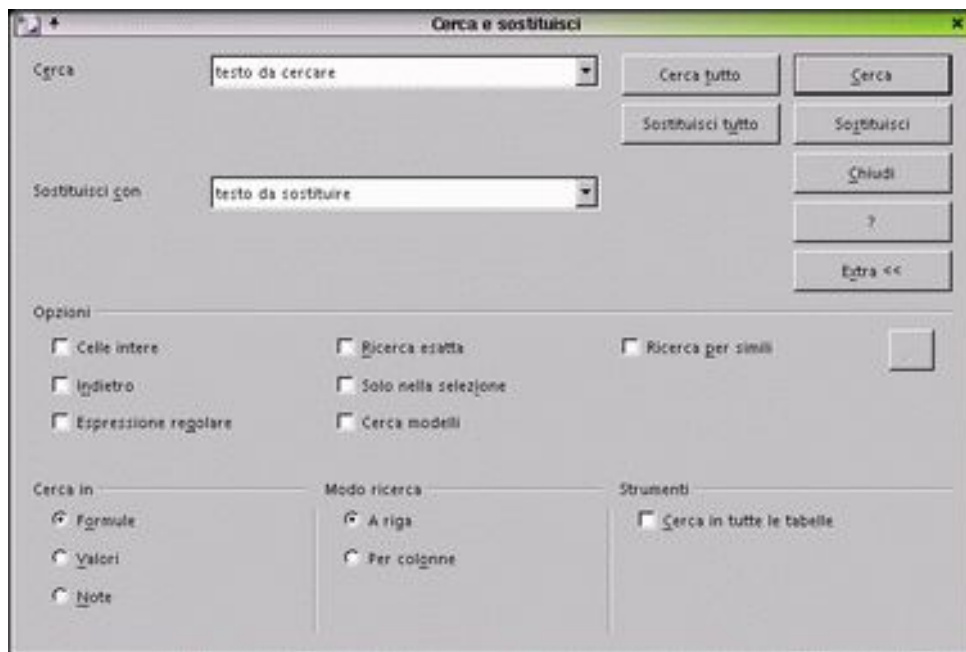 Cerca e sostituisci
Cerca
testo da cercare
Cerca tutto
Cerca
Sostituisci tutto
Sostituisci
Chiudi
Sostituisci con
testo da sostituire
?
Extra <<
Opzioni
Celle intere
Ricerca esatta
Ricerca per simili
Indietro
Solo nella selezione
Espressione regolare
Cerca modelli
Cerca in
Modo ricerca
Strumenti
Formule
A riga
Cerca in tutte le tabelle
Valori
Per colonne
Note